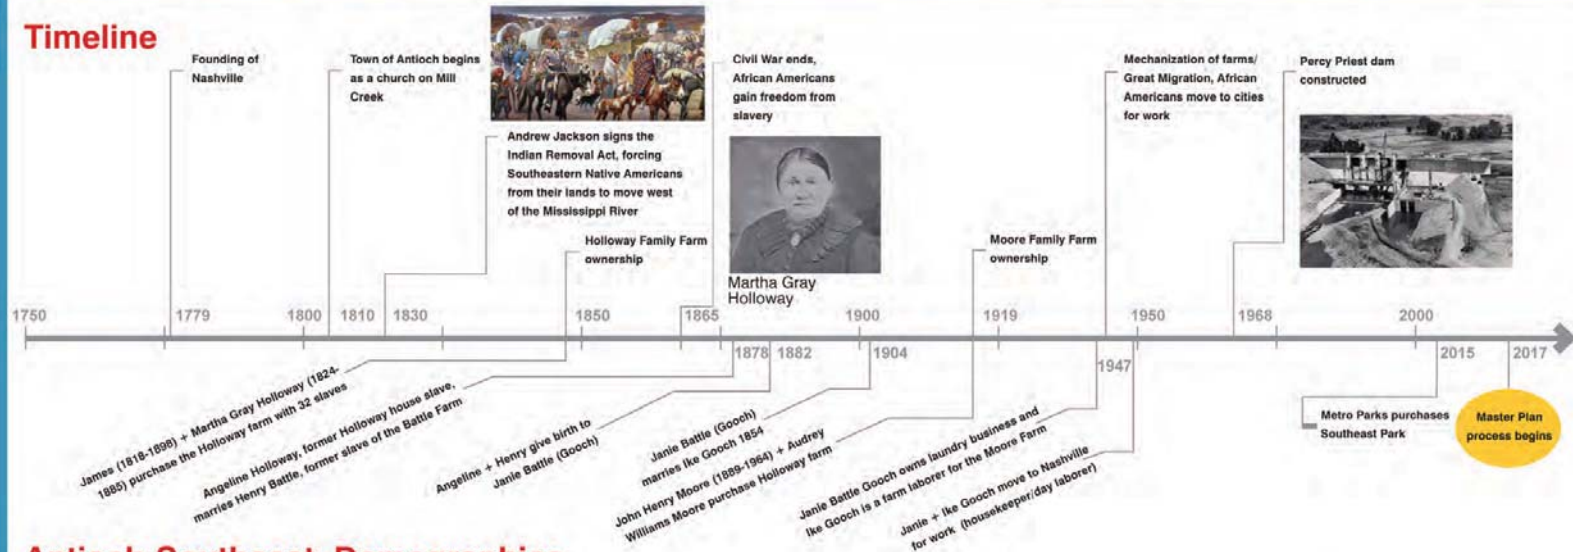 Timeline
Founding of
Nashville
Town of Antioch begins
as a church on Mill
Creek
Andrew Jackson signs the
Indian Removal Act, forcing
Southeastern Native Americans
from their lands to move west
of the Mississippi River
Holloway Family Farm
ownership
Civil War ends,
African Americans
gain freedom from
slavery
Martha Gray
Holloway
Moore Family Farm
ownership
Mechanization of farms/
Great Migration, African
Americans move to cities
for work
Percy Priest dam
constructed
1750
1779
1800
1810
1830
1850
1865
1900
1919
1950
1968
2000
1878
1882
1904
1947
2015
2017
James (1818-1898) + Martha Gray Holloway (1824-
1885) purchase the Holloway farm with 32 slaves
Angeline Holloway, former Holloway house slave,
marries Henry Battle, former slave of the Battle Farm
Angeline + Henry give birth to
Janie Battle (Gooch)
Janie Battle (Gooch)
marries Ike Gooch 1854
John Henry Moore (1889-1964) + Audrey
Williams Moore purchase Holloway farm
Janie Battle Gooch owns laundry business and
Ike Gooch is a farm laborer for the Moore Farm
Janie + Ike Gooch move to Nashville
for work (housekeeper/day laborer)
Metro Parks purchases
Southeast Park
Master Plan
process begins